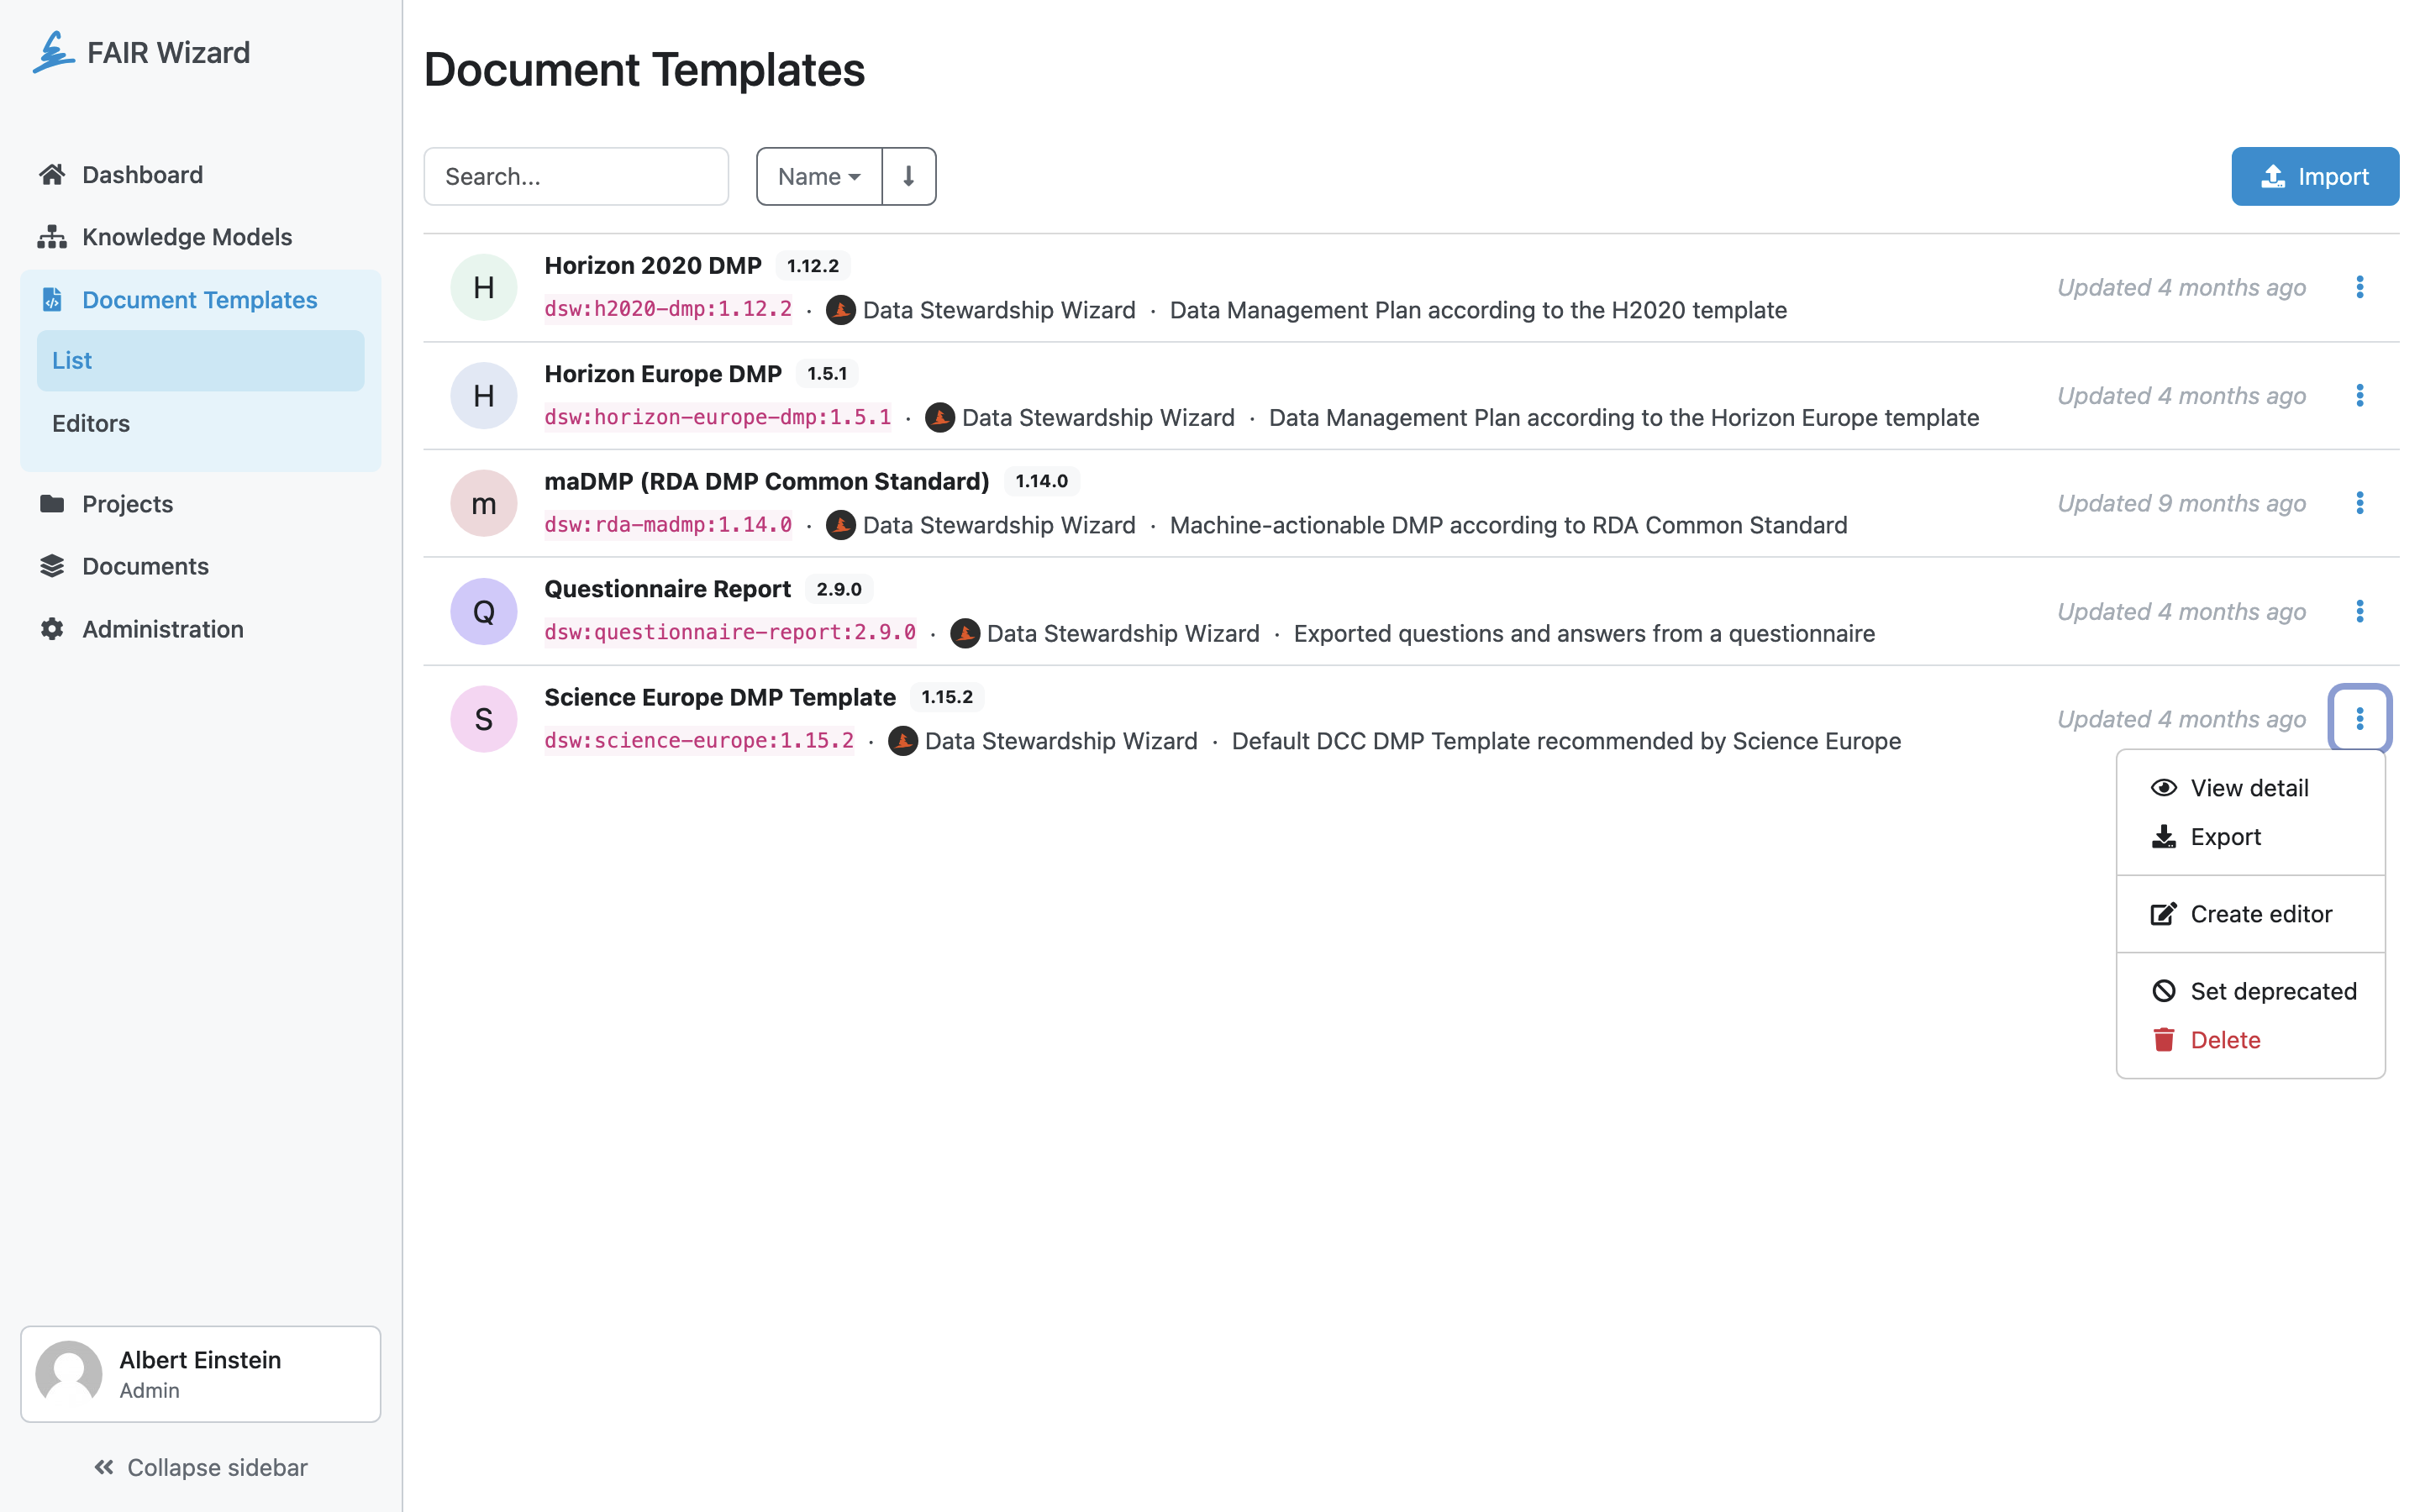 FAIR Wizard
Dashboard
Knowledge Models
Document Templates
List
Editors
Projects
Documents
Administration
Albert Einstein
Admin
Collapse sidebar
Document Templates
Search...
Name
Import
H
Horizon 2020 DMP 1.12.2
dsw:h2020-dmp:1.12.2 · Data Stewardship Wizard · Data Management Plan according to the H2020 template
Updated 4 months ago
H
Horizon Europe DMP 1.5.1
dsw:horizon-europe-dmp:1.5.1 · Data Stewardship Wizard · Data Management Plan according to the Horizon Europe template
Updated 4 months ago
m
maDMP (RDA DMP Common Standard) 1.14.0
dsw:rda-madmp:1.14.0 · Data Stewardship Wizard · Machine-actionable DMP according to RDA Common Standard
Updated 9 months ago
Q
Questionnaire Report 2.9.0
dsw:questionnaire-report:2.9.0 · Data Stewardship Wizard · Exported questions and answers from a questionnaire
Updated 4 months ago
S
Science Europe DMP Template 1.15.2
dsw:science-europe:1.15.2 · Data Stewardship Wizard · Default DCC DMP Template recommended by Science Europe
Updated 4 months ago
View detail
Export
Create editor
Set deprecated
Delete